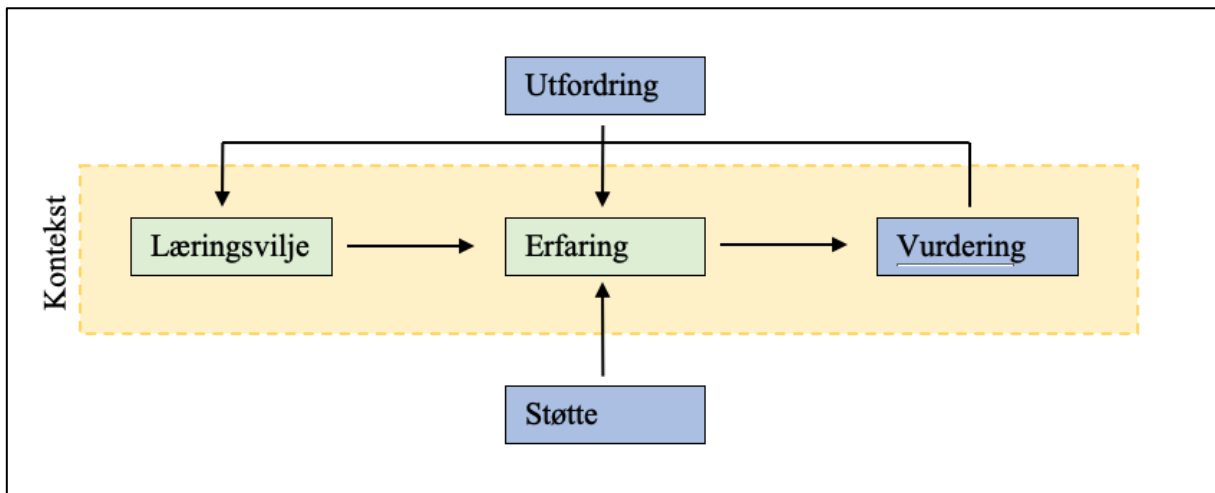 Utfordring
Kontekst
Læringsvilje
Erfaring
Vurdering
Støtte